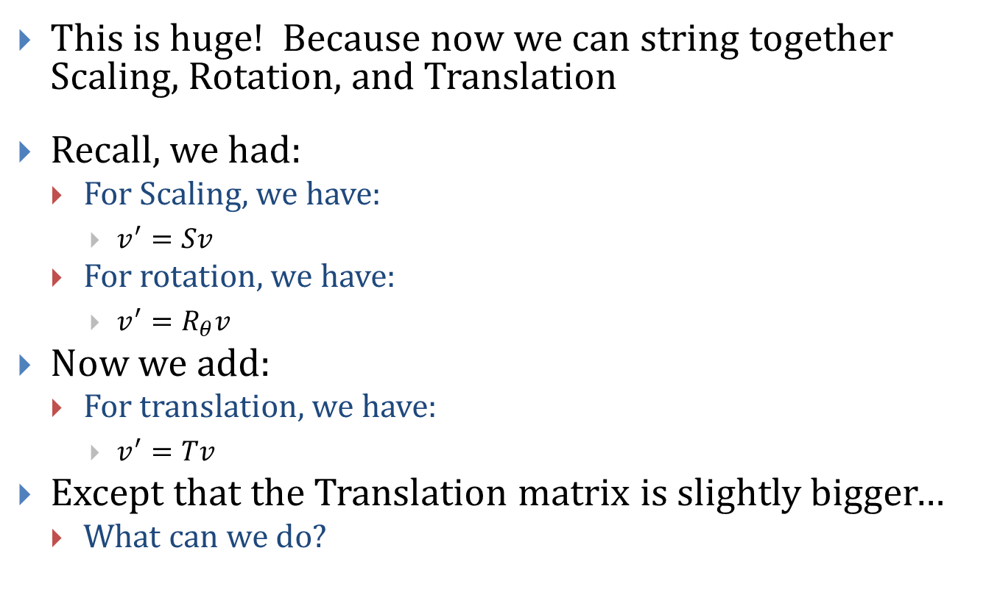 This is huge!  Because now we can string together
Scaling, Rotation, and Translation
Recall, we had:
For Scaling, we have:
v′ = Sv
For rotation, we have:
v′ = R_θ v
Now we add:
For translation, we have:
v′ = Tv
Except that the Translation matrix is slightly bigger…
What can we do?